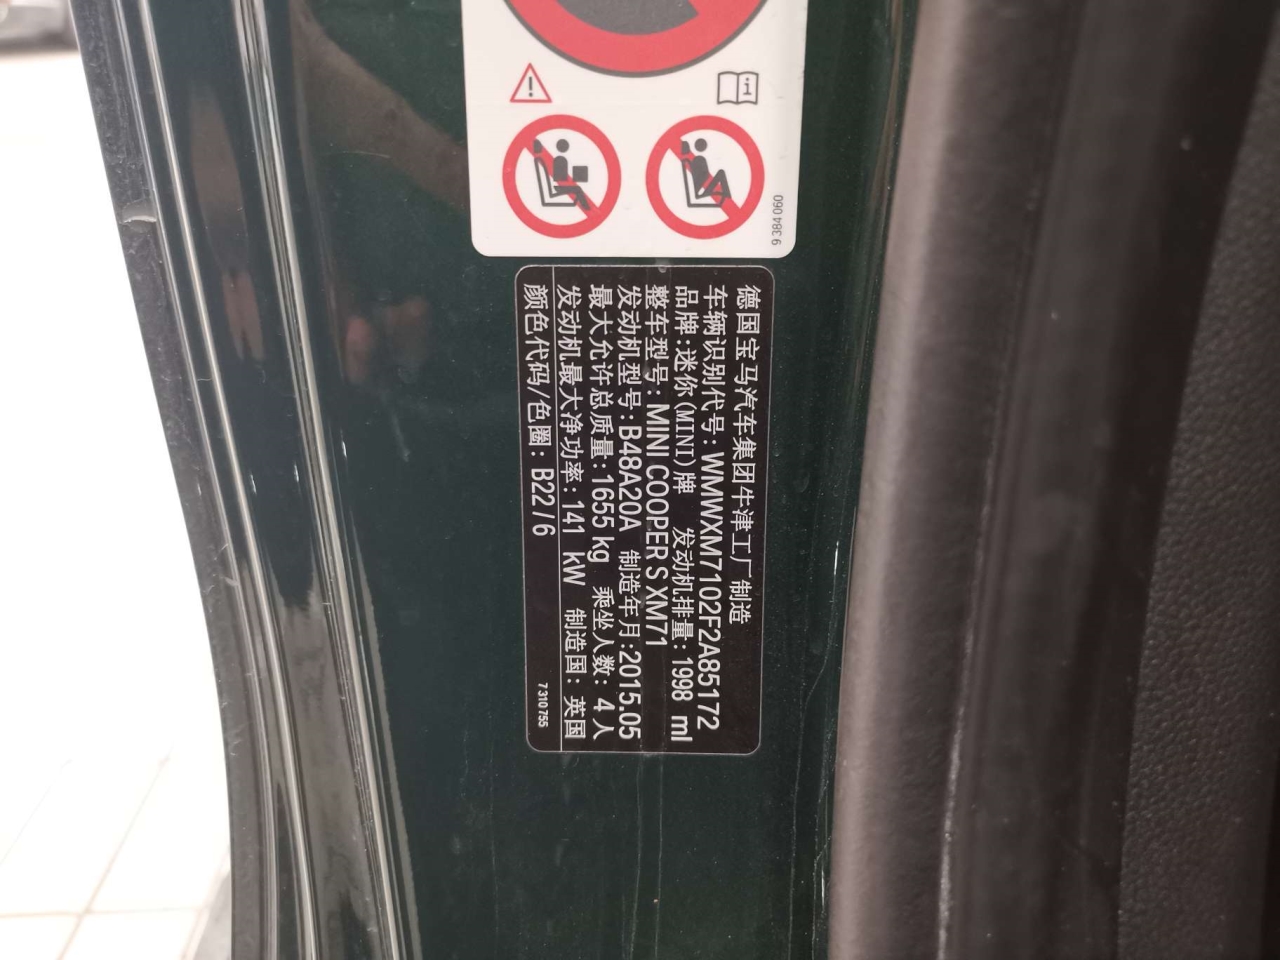 9 384 060
德国宝马汽车集团牛津工厂制造
车辆识别代号: WMWXM7102F2A85172
品牌:迷你(MINI)牌 发动机排量:1998 ml
整车型号: MINI COOPER S XM71
发动机型号:B48A20A 制造年月:2015.05
最大允许总质量:1655 kg 乘坐人数: 4人
发动机最大净功率: 141 kW 制造国: 英国
颜色代码/色圈: B22/6
7310755